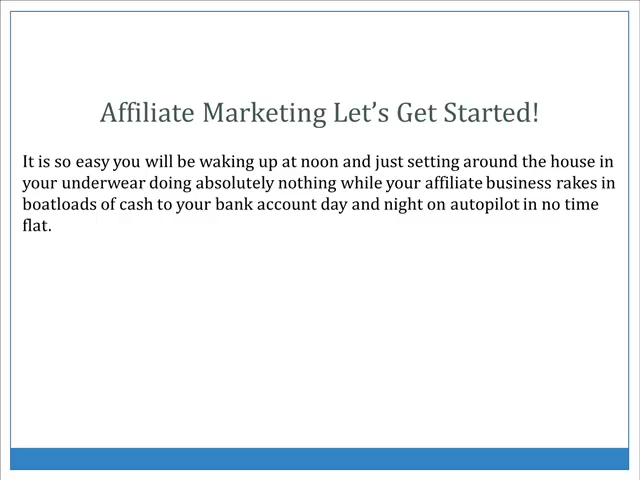 Affiliate Marketing Let’s Get Started!
It is so easy you will be waking up at noon and just setting around the house in
your underwear doing absolutely nothing while your affiliate business rakes in
boatloads of cash to your bank account day and night on autopilot in no time
flat.